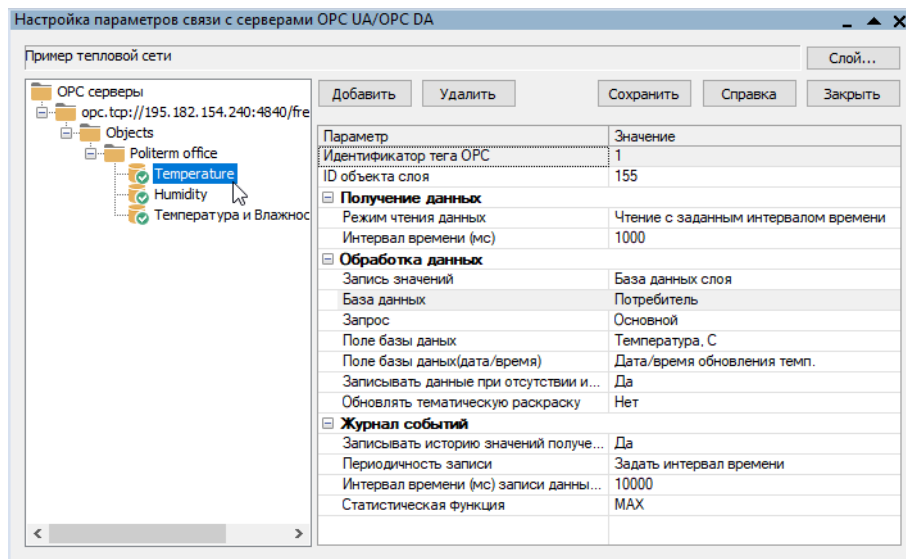 Настройка параметров связи с серверами OPC UA/OPC DA
Пример тепловой сети
Слой...
Добавить Удалить Сохранить Справка Закрыть
OPC серверы
opc.tcp://195.182.154.240:4840/fre
Objects
Politerm office
Temperature
Humidity
Температура и Влажнос
Параметр Значение
Идентификатор тега OPC 1
ID объекта слоя 155
Получение данных
Режим чтения данных Чтение с заданным интервалом времени
Интервал времени (мс) 1000
Обработка данных
Запись значений База данных слоя
База данных Потребитель
Запрос Основной
Поле базы даных Температура, С
Поле базы даных(дата/время) Дата/время обновления темп.
Записывать данные при отсутствии и... Да
Обновлять тематическую раскраску Нет
Журнал событий
Записывать историю значений получе... Да
Периодичность записи Задать интервал времени
Интервал времени (мс) записи данны... 10000
Статистическая функция MAX